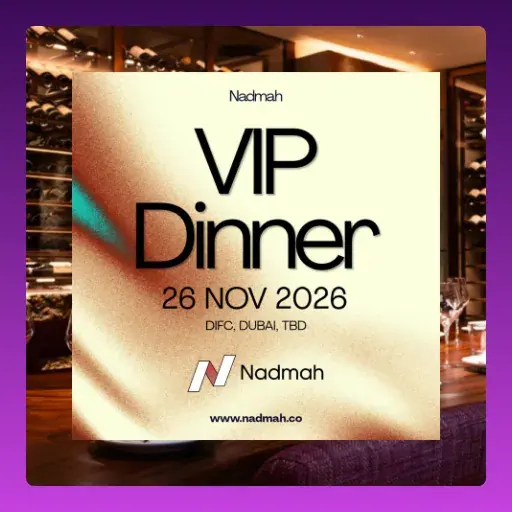 Nadmah
VIP
Dinner
26 NOV 2026
DIFC, DUBAI, TBD
Nadmah
www.nadmah.co